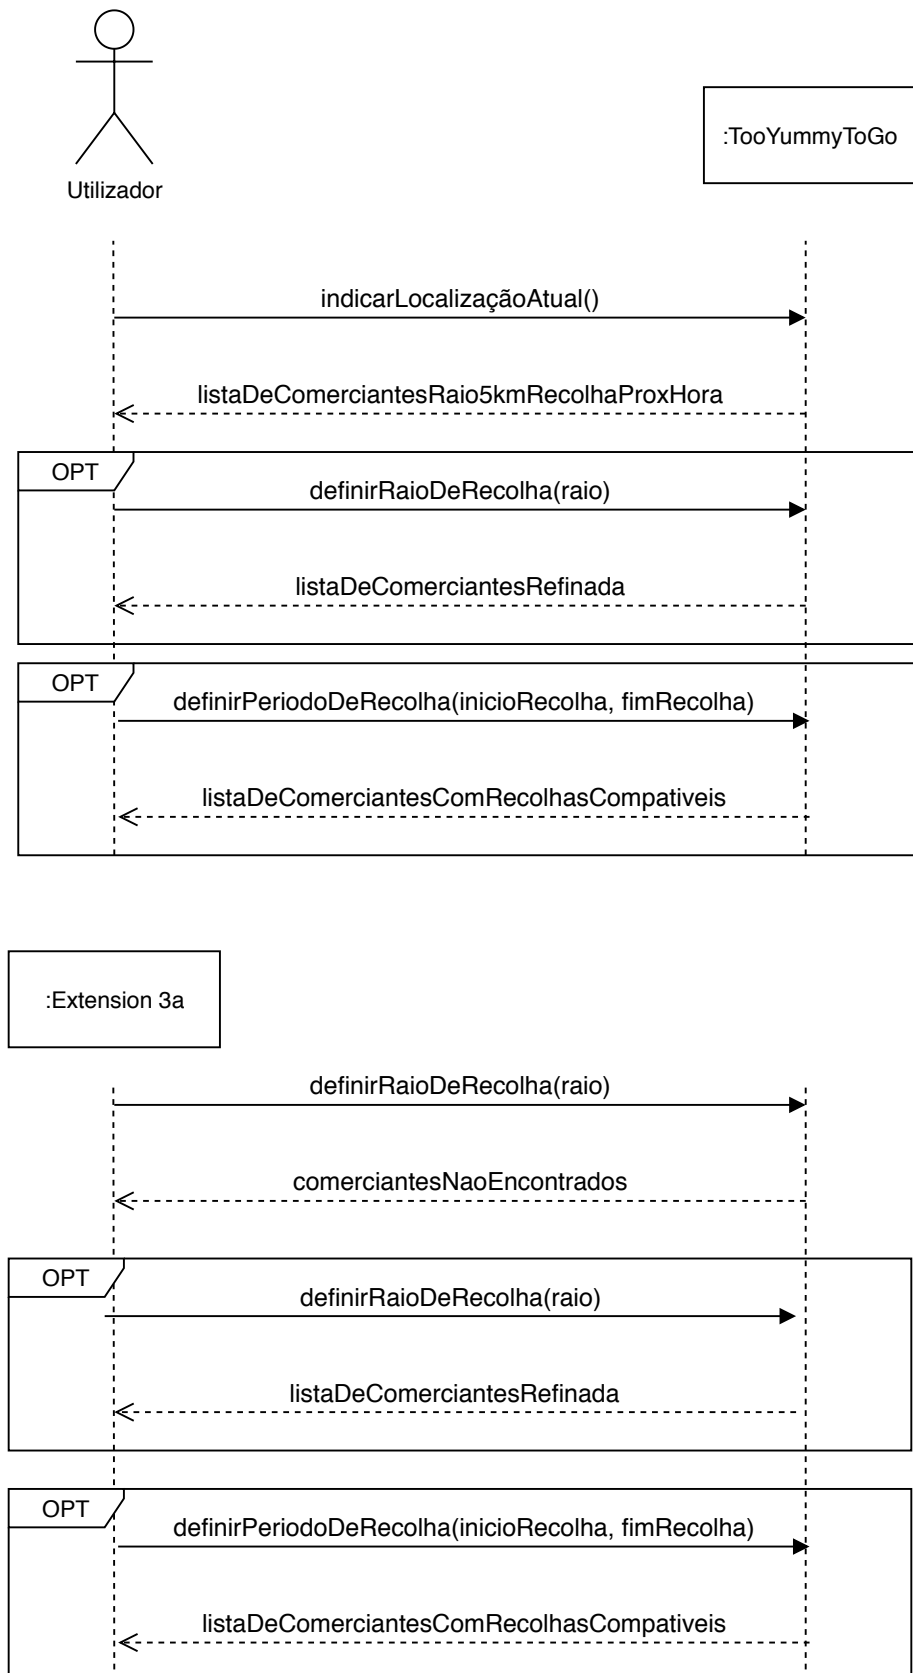 Utilizador
:TooYummyToGo
indicarLocalizaçãoAtual()
listaDeComerciantesRaio5kmRecolhaProxHora
OPT
definirRaioDeRecolha(raio)
listaDeComerciantesRefinada
OPT
definirPeriodoDeRecolha(inicioRecolha, fimRecolha)
listaDeComerciantesComRecolhasCompativeis
:Extension 3a
definirRaioDeRecolha(raio)
comerciantesNaoEncontrados
OPT
definirRaioDeRecolha(raio)
listaDeComerciantesRefinada
OPT
definirPeriodoDeRecolha(inicioRecolha, fimRecolha)
listaDeComerciantesComRecolhasCompativeis